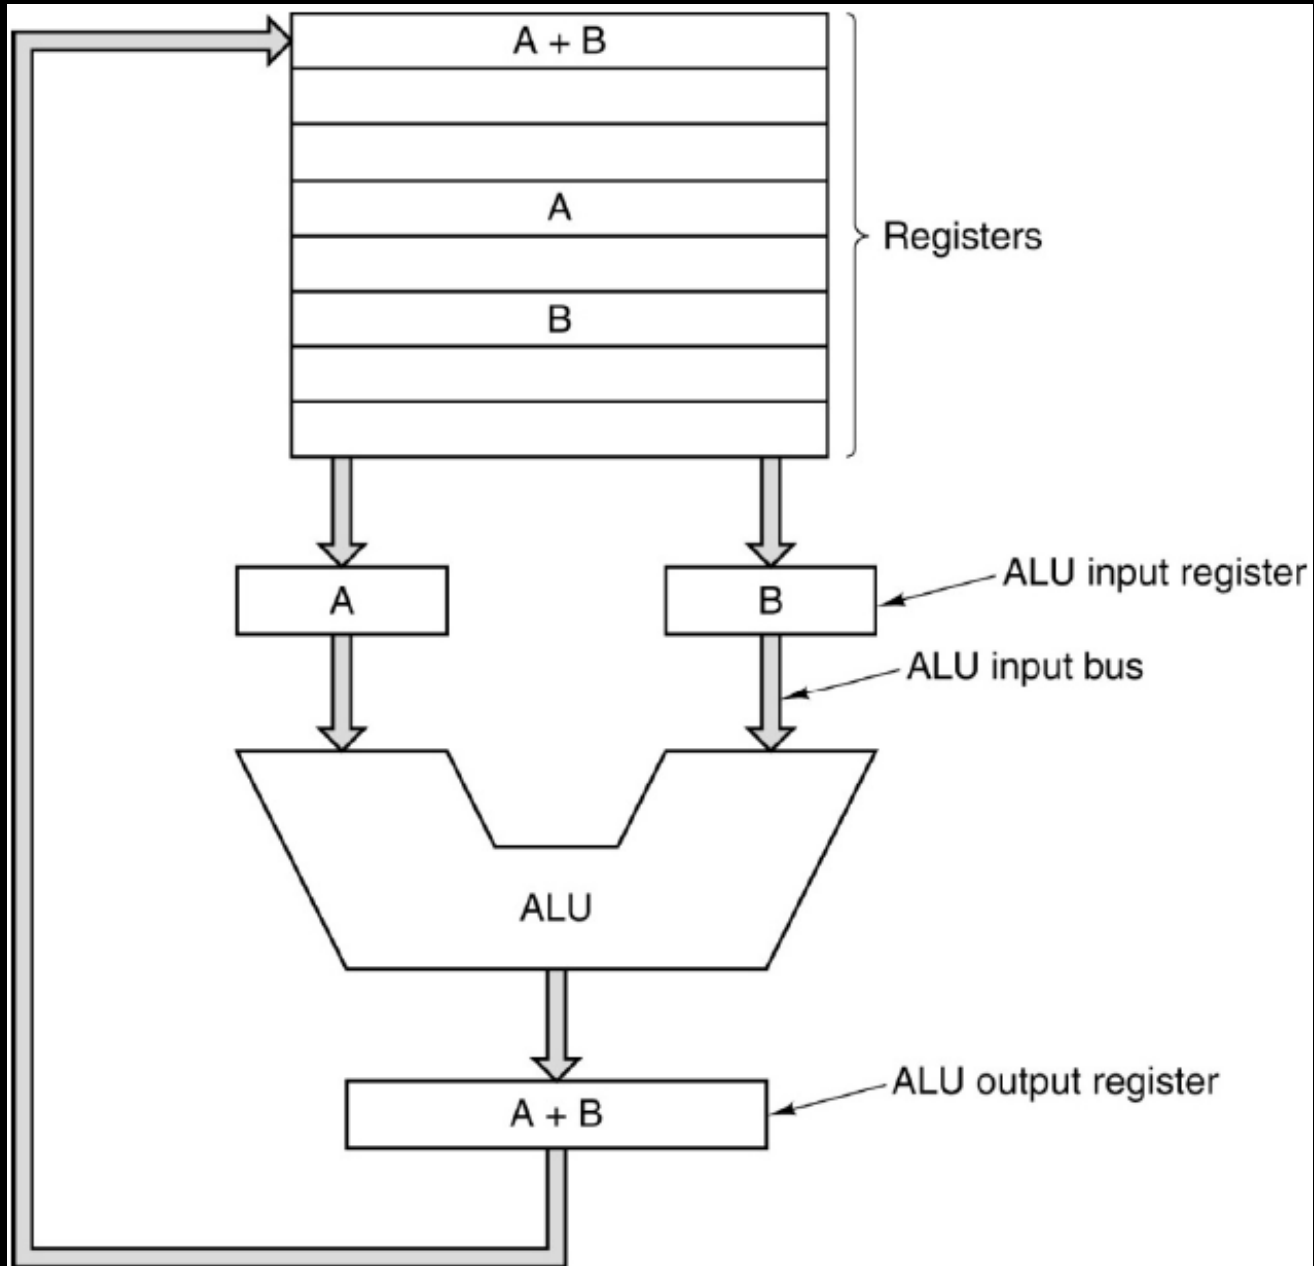 A + B
A
Registers
B
A
B
ALU input register
ALU input bus
ALU
ALU output register
A + B